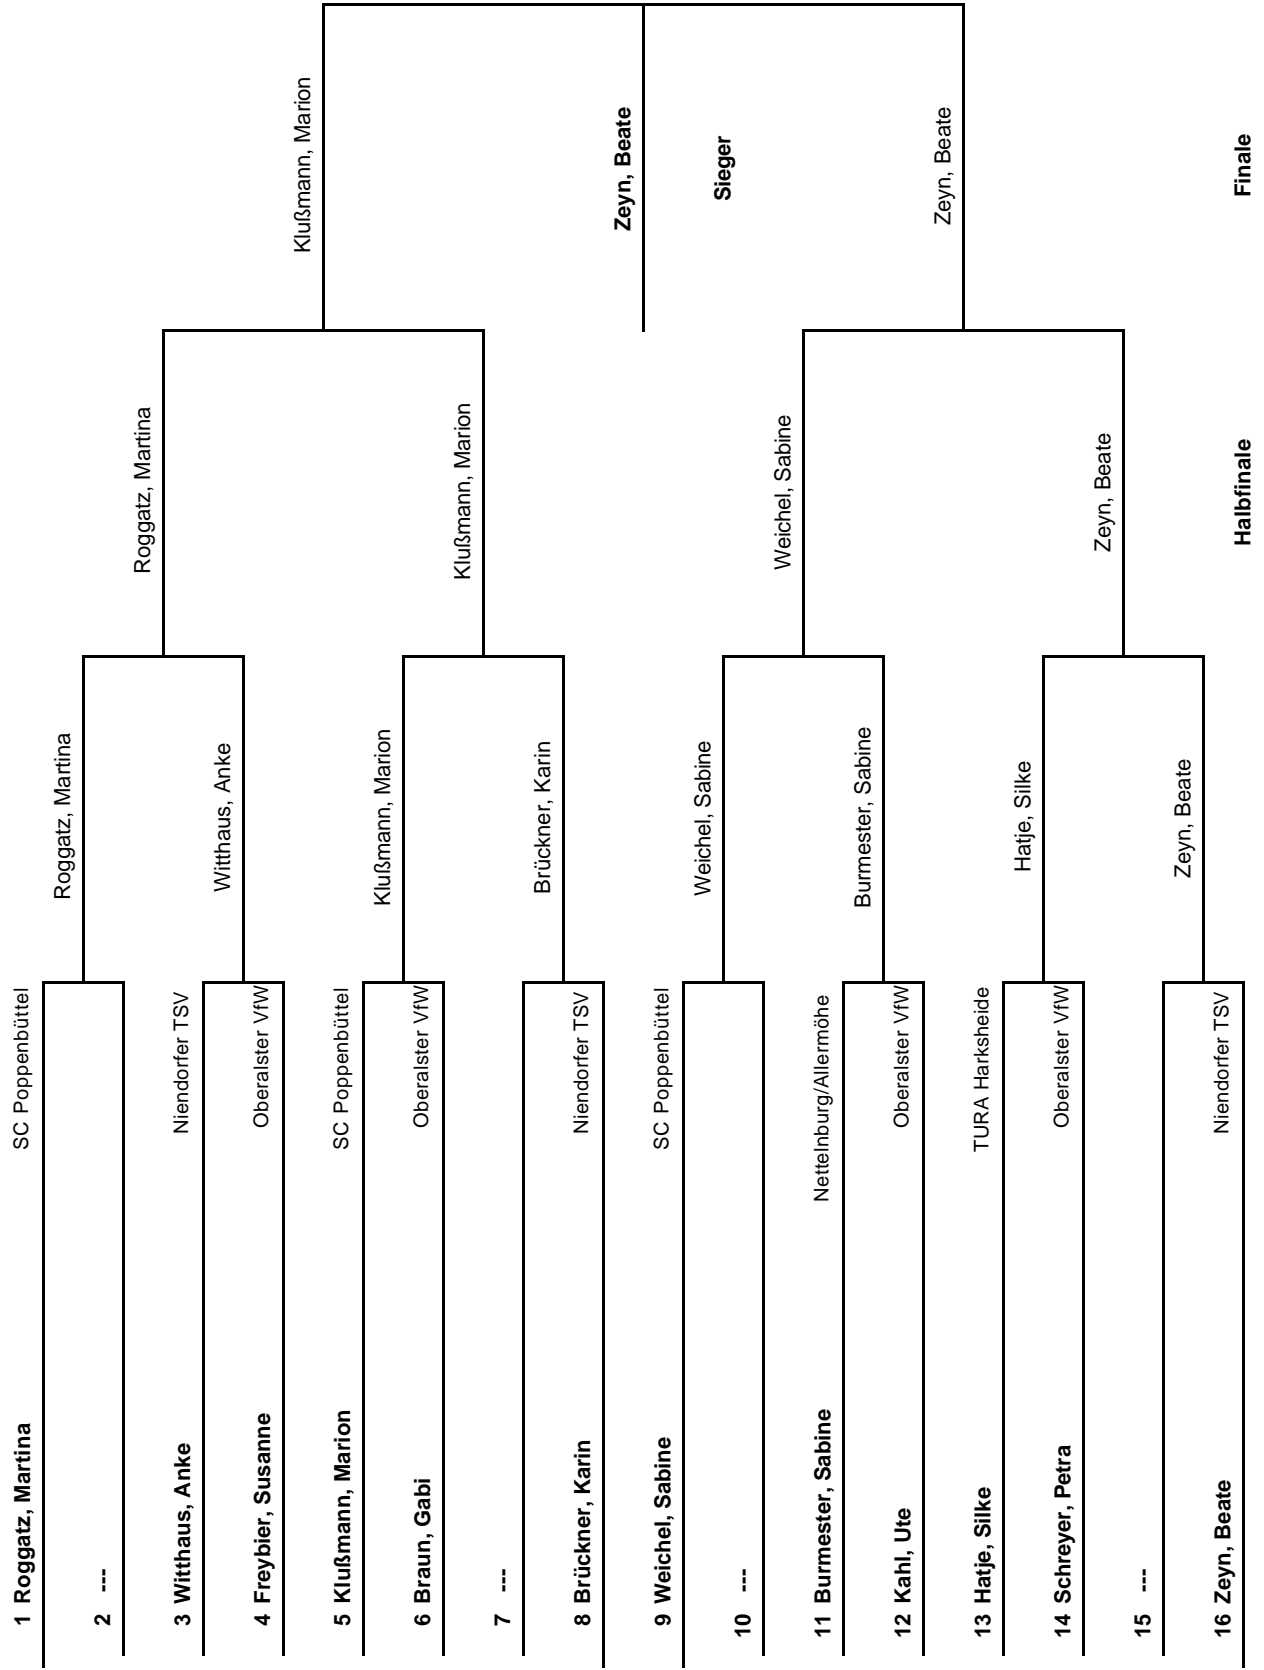 1 Roggatz, Martina SC Poppenbüttel
2 ---
3 Witthaus, Anke Niendorfer TSV
4 Freybier, Susanne Oberalster VfW
5 Klußmann, Marion SC Poppenbüttel
6 Braun, Gabi Oberalster VfW
7 ---
8 Brückner, Karin Niendorfer TSV
9 Weichel, Sabine SC Poppenbüttel
10 ---
11 Burmester, Sabine Nettelnburg/Allermöhe
12 Kahl, Ute Oberalster VfW
13 Hatje, Silke TURA Harksheide
14 Schreyer, Petra Oberalster VfW
15 ---
16 Zeyn, Beate Niendorfer TSV
Roggatz, Martina
Witthaus, Anke
Klußmann, Marion
Brückner, Karin
Weichel, Sabine
Burmester, Sabine
Hatje, Silke
Zeyn, Beate
Roggatz, Martina
Klußmann, Marion
Weichel, Sabine
Zeyn, Beate
Halbfinale
Klußmann, Marion
Zeyn, Beate
Sieger
Zeyn, Beate
Finale